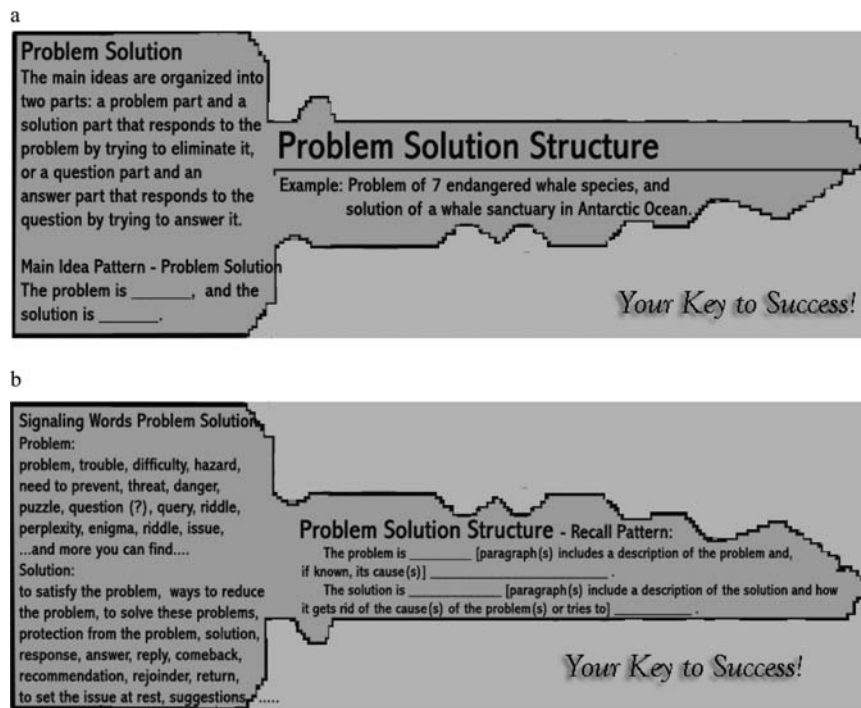 a
Problem Solution
The main ideas are organized into
two parts: a problem part and a
solution part that responds to the
problem by trying to eliminate it,
or a question part and an
answer part that responds to the
question by trying to answer it.
Main Idea Pattern - Problem Solution
The problem is _______, and the
solution is _______.
Problem Solution Structure
Example: Problem of 7 endangered whale species, and
solution of a whale sanctuary in Antarctic Ocean.
Your Key to Success!
b
Signaling Words Problem Solution
Problem:
problem, trouble, difficulty, hazard,
need to prevent, threat, danger,
puzzle, question (?), query, riddle,
perplexity, enigma, riddle, issue,
...and more you can find....
Solution:
to satisfy the problem, ways to reduce
the problem, to solve these problems,
protection from the problem, solution,
response, answer, reply, comeback,
recommendation, rejoinder, return,
to set the issue at rest, suggestions, .....
Problem Solution Structure - Recall Pattern:
The problem is __________ [paragraph(s) includes a description of the problem and,
if known, its cause(s)] ____________________________ .
The solution is ______________ [paragraph(s) include a description of the solution and how
it gets rid of the cause(s) of the problem(s) or tries to] ____________ .
Your Key to Success!